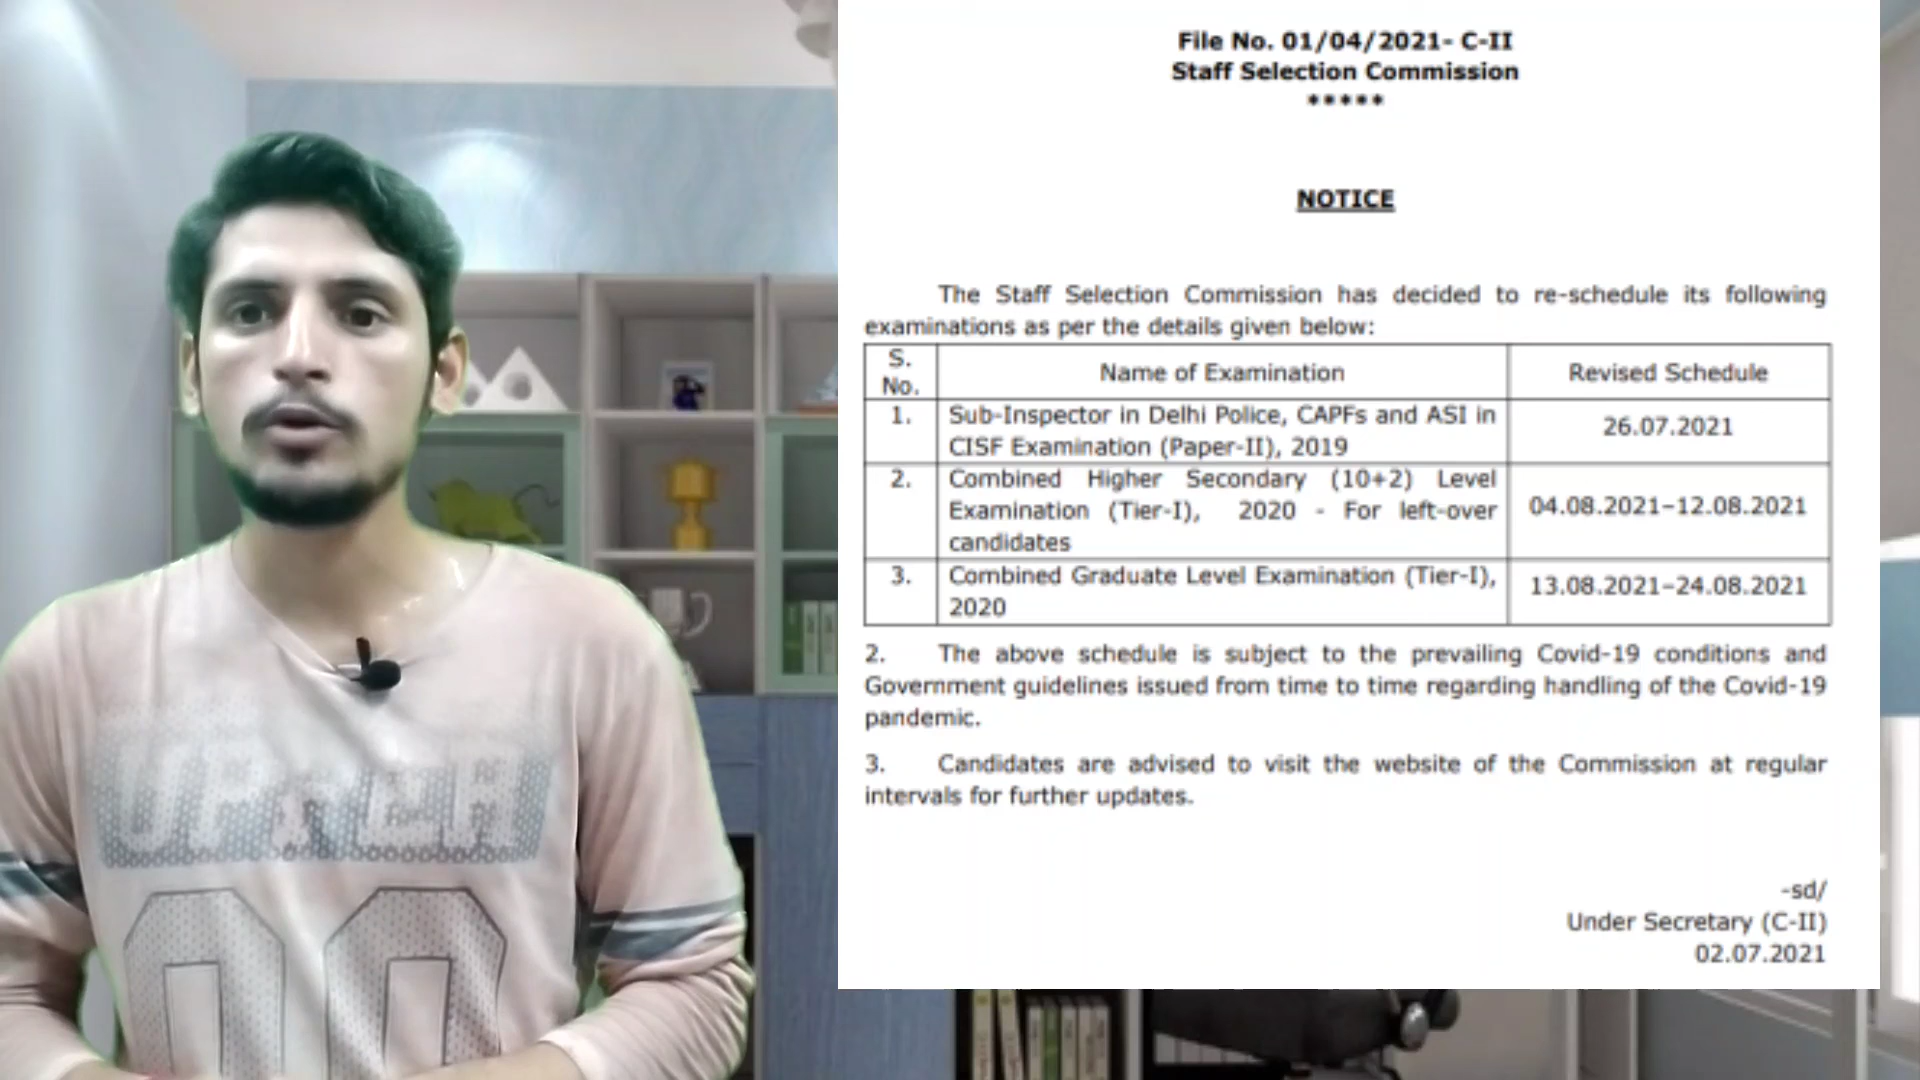 File No. 01/04/2021- C-II
Staff Selection Commission
*****
NOTICE
The Staff Selection Commission has decided to re-schedule its following
examinations as per the details given below:
S. No. Name of Examination Revised Schedule
1. Sub-Inspector in Delhi Police, CAPFs and ASI in
CISF Examination (Paper-II), 2019
26.07.2021
2. Combined Higher Secondary (10+2) Level
Examination (Tier-I), 2020 - For left-over
candidates
04.08.2021–12.08.2021
3. Combined Graduate Level Examination (Tier-I),
2020
13.08.2021–24.08.2021
2. The above schedule is subject to the prevailing Covid-19 conditions and
Government guidelines issued from time to time regarding handling of the Covid-19
pandemic.
3. Candidates are advised to visit the website of the Commission at regular
intervals for further updates.
-sd/
Under Secretary (C-II)
02.07.2021
00